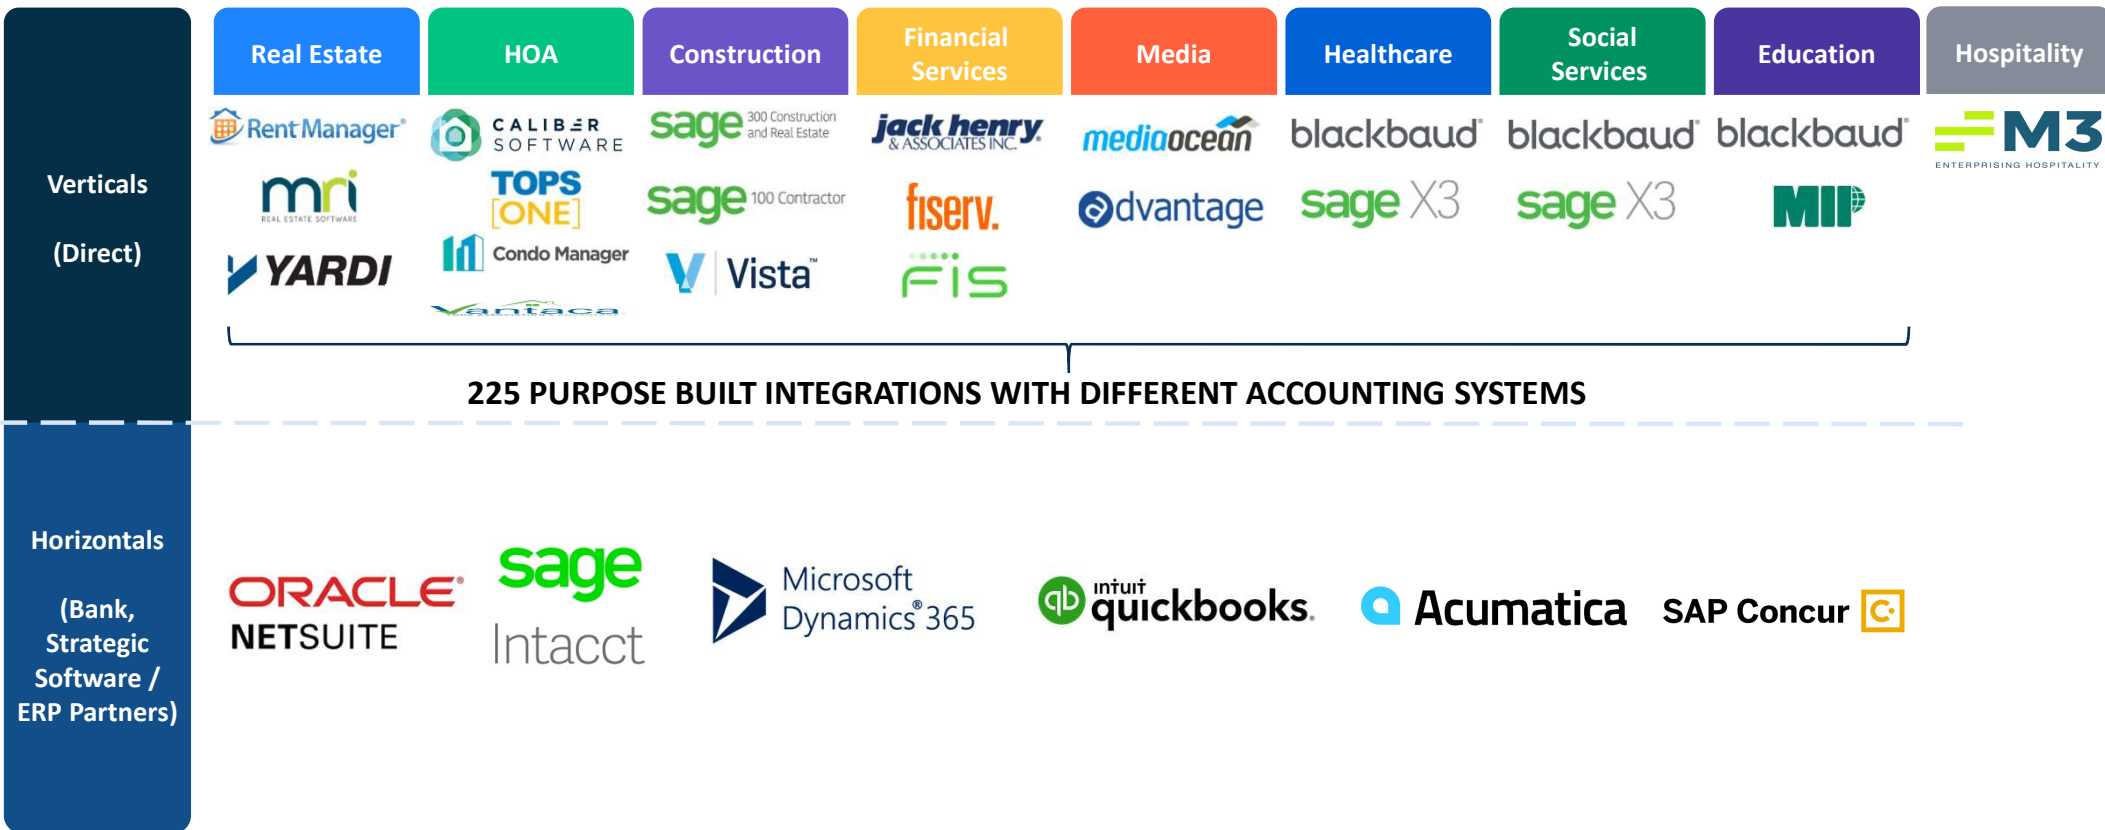 Real Estate
HOA
Construction
Financial
Services
Media
Healthcare
Social
Services
Education
Hospitality
Verticals
(Direct)
Rent Manager®
mri
REAL ESTATE SOFTWARE
YARDI
CALIBER
SOFTWARE
TOPS
[ONE]
Condo Manager
Vantaca
sage 300 Construction
and Real Estate
sage 100 Contractor
Vista™
jack henry
& ASSOCIATES INC.®
fiserv.
FIS
mediaocean
@dvantage
blackbaud®
sage X3
blackbaud®
sage X3
blackbaud®
MIP
M3
ENTERPRISING HOSPITALITY
225 PURPOSE BUILT INTEGRATIONS WITH DIFFERENT ACCOUNTING SYSTEMS
Horizontals
(Bank,
Strategic
Software /
ERP Partners)
ORACLE®
NETSUITE
sage
Intacct
Microsoft
Dynamics® 365
qb
intuit
quickbooks.
a Acumatica
SAP Concur C.